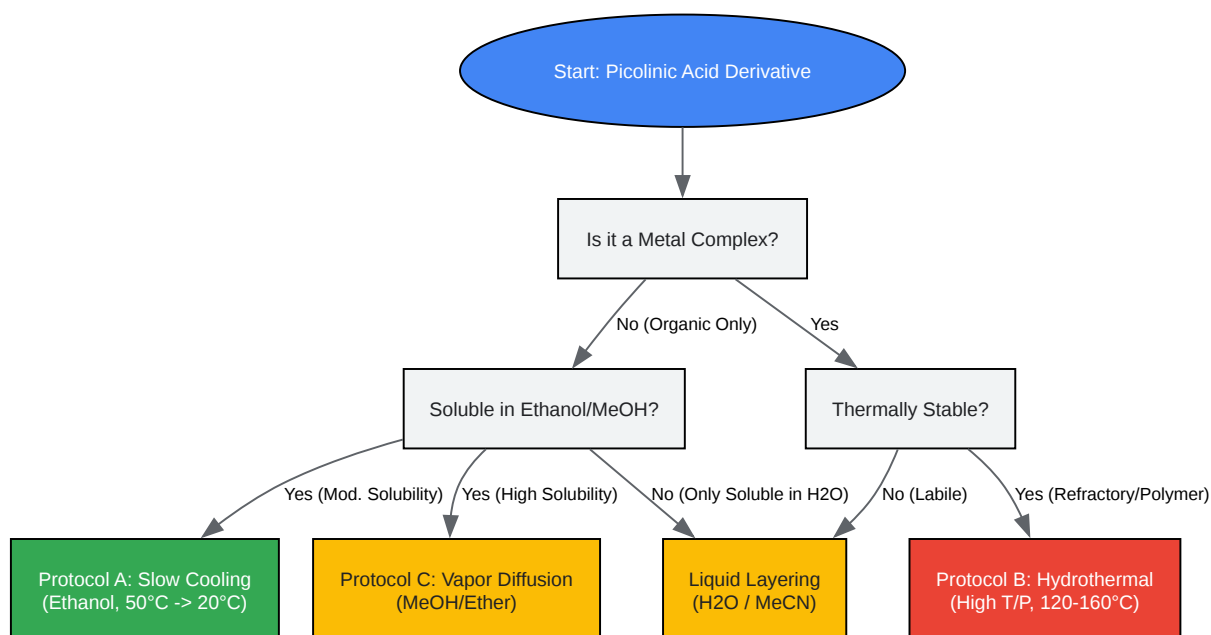 Start: Picolinic Acid Derivative
Is it a Metal Complex?
No (Organic Only)
Yes
Soluble in Ethanol/MeOH?
Thermally Stable?
Yes (Mod. Solubility)
Yes (High Solubility)
No (Only Soluble in H2O)
No (Labile)
Yes (Refractory/Polymer)
Protocol A: Slow Cooling
(Ethanol, 50°C -> 20°C)
Protocol C: Vapor Diffusion
(MeOH/Ether)
Liquid Layering
(H2O / MeCN)
Protocol B: Hydrothermal
(High T/P, 120-160°C)